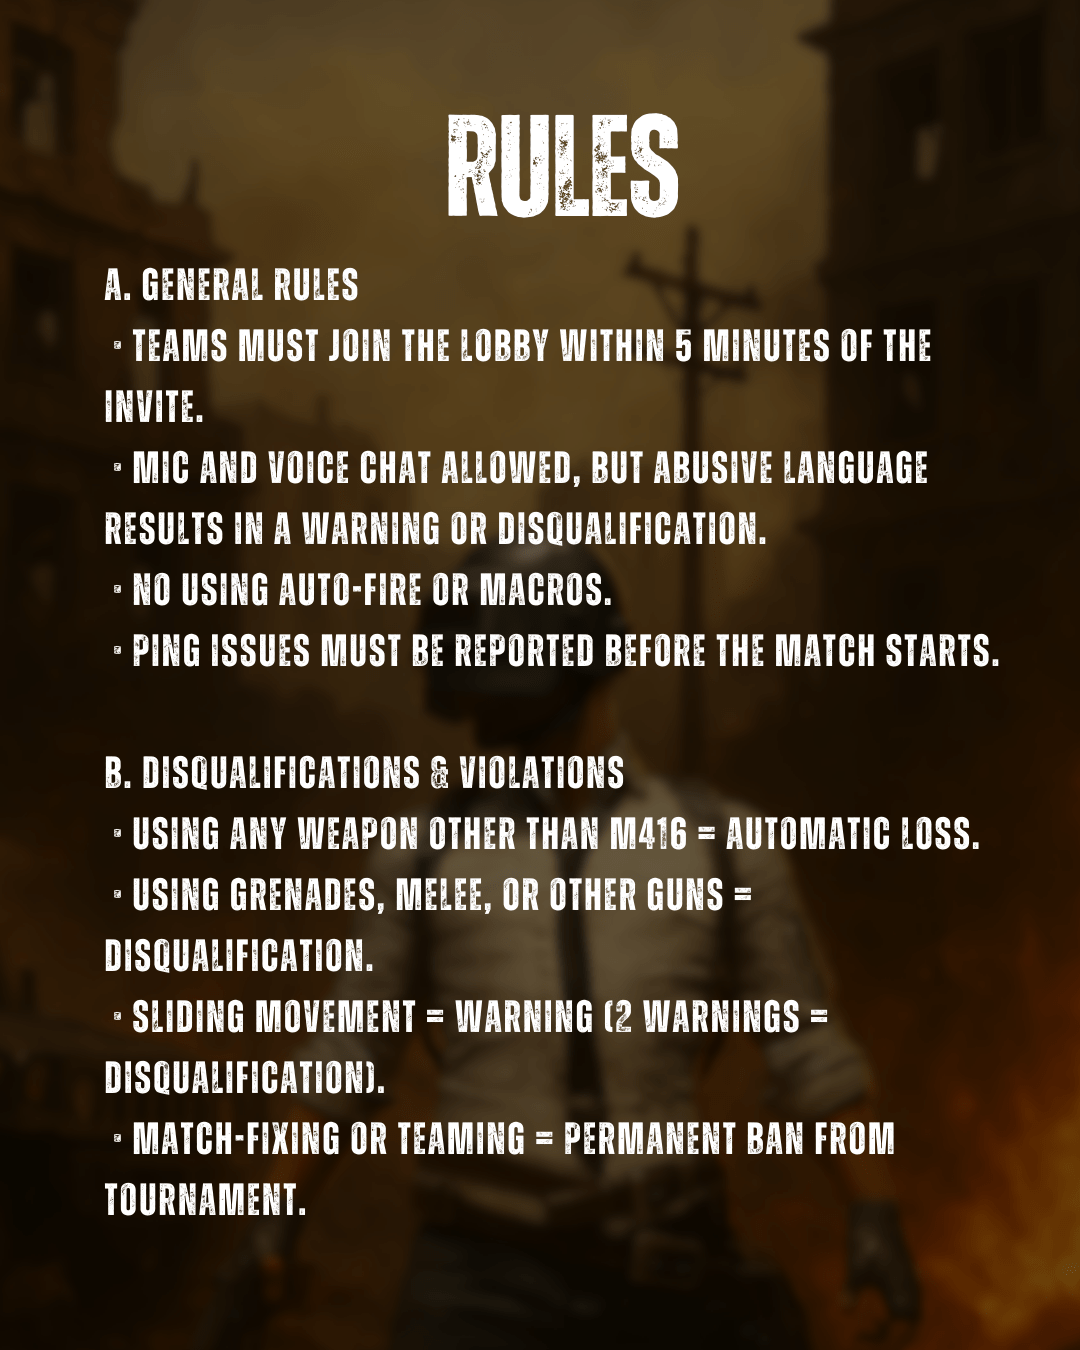 RULES
A. GENERAL RULES
· TEAMS MUST JOIN THE LOBBY WITHIN 5 MINUTES OF THE
INVITE.
· MIC AND VOICE CHAT ALLOWED, BUT ABUSIVE LANGUAGE
RESULTS IN A WARNING OR DISQUALIFICATION.
· NO USING AUTO-FIRE OR MACROS.
· PING ISSUES MUST BE REPORTED BEFORE THE MATCH STARTS.
B. DISQUALIFICATIONS & VIOLATIONS
· USING ANY WEAPON OTHER THAN M416 = AUTOMATIC LOSS.
· USING GRENADES, MELEE, OR OTHER GUNS =
DISQUALIFICATION.
· SLIDING MOVEMENT = WARNING (2 WARNINGS =
DISQUALIFICATION).
· MATCH-FIXING OR TEAMING = PERMANENT BAN FROM
TOURNAMENT.